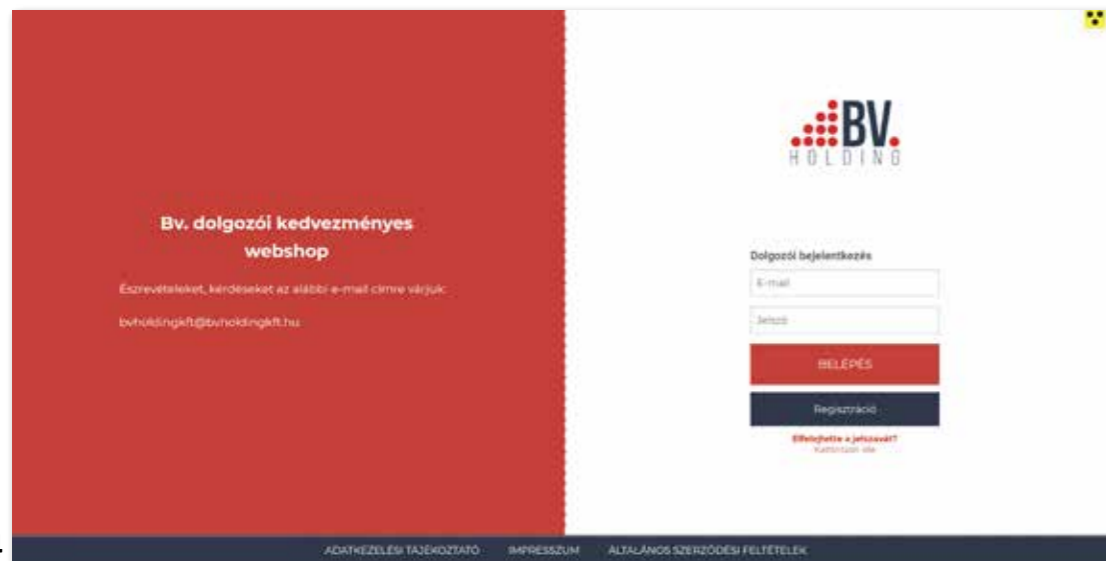 Bv. dolgozói kedvezményes
webshop
Észrevételeket, kérdéseket az alábbi e-mail címre várjuk:
bvholdingkft@bvholdingkft.hu
BV.
HOLDING
Dolgozói bejelentkezés
E-mail
Jelszó
BELÉPÉS
Regisztráció
Elfelejtette a jelszavát?
Kattintson ide
ADATKEZELÉSI TÁJÉKOZTATÓ IMPRESSZUM ÁLTALÁNOS SZERZŐDÉSI FELTÉTELEK